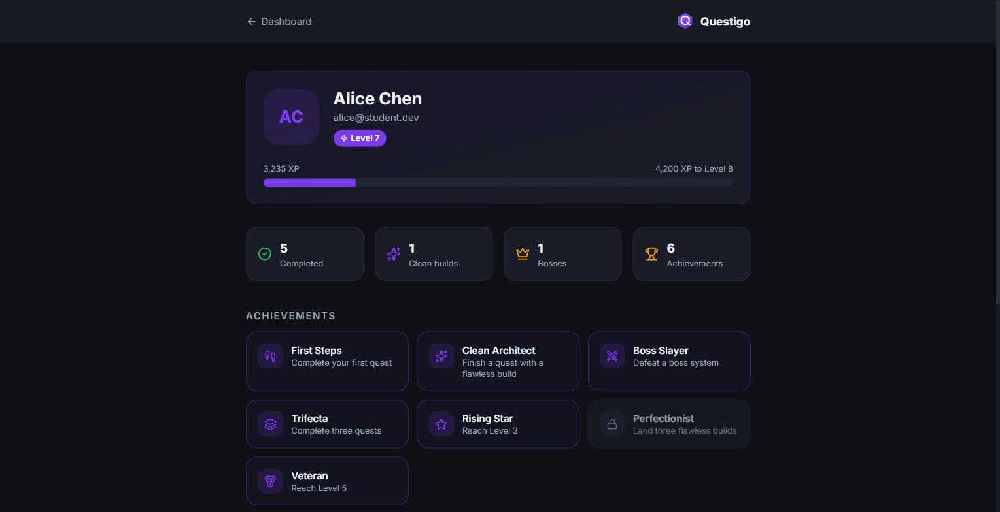 Dashboard
Questigo
AC
Alice Chen
alice@student.dev
Level 7
3,235 XP
4,200 XP to Level 8
5
Completed
1
Clean builds
1
Bosses
6
Achievements
ACHIEVEMENTS
First Steps
Complete your first quest
Clean Architect
Finish a quest with a
flawless build
Boss Slayer
Defeat a boss system
Trifecta
Complete three quests
Rising Star
Reach Level 3
Perfectionist
Land three flawless builds
Veteran
Reach Level 5